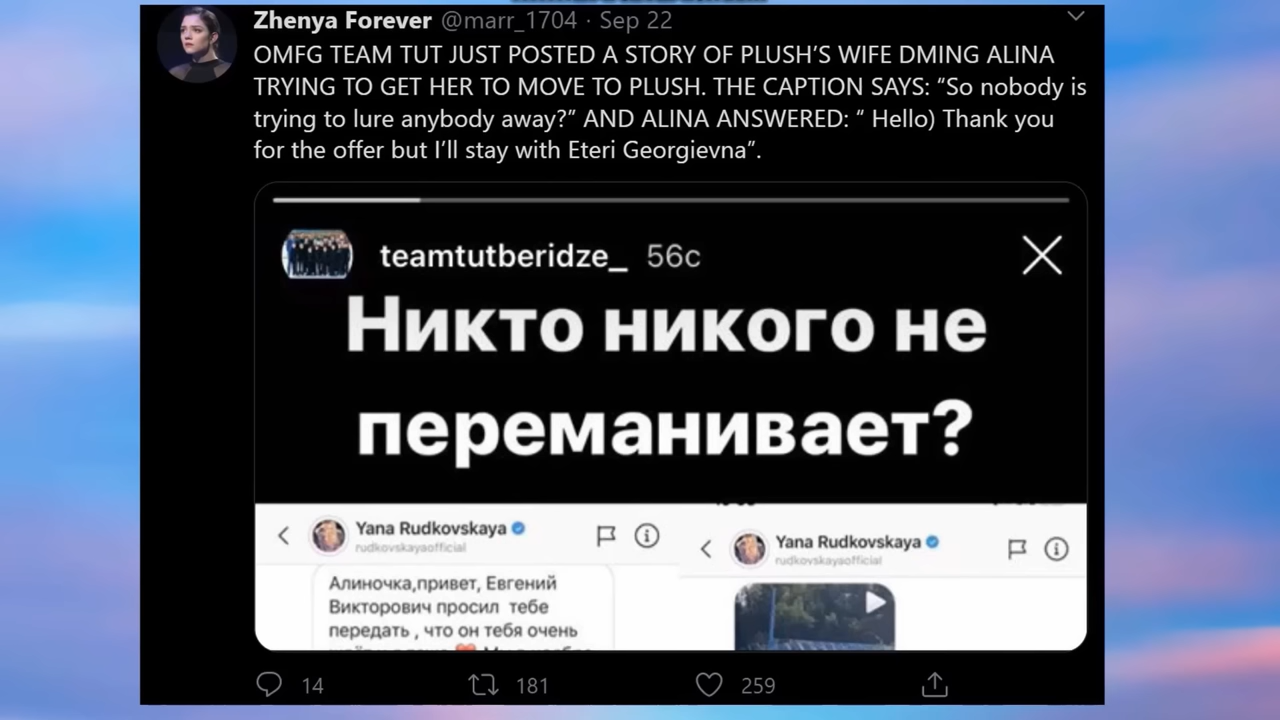 Zhenya Forever @marr_1704 · Sep 22
OMFG TEAM TUT JUST POSTED A STORY OF PLUSH’S WIFE DMING ALINA
TRYING TO GET HER TO MOVE TO PLUSH. THE CAPTION SAYS: “So nobody is
trying to lure anybody away?” AND ALINA ANSWERED: “ Hello) Thank you
for the offer but I’ll stay with Eteri Georgievna”.
teamtutberidze_ 56с
Никто никого не
переманивает?
Yana Rudkovskaya
rudkovskayaofficial
Алиночка,привет, Евгений
Викторович просил тебе
передать , что он тебя очень
Yana Rudkovskaya
rudkovskayaofficial
14 181 259